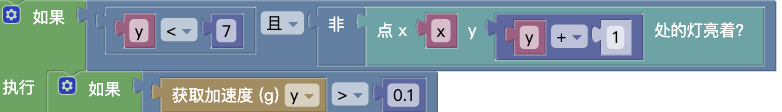 如果 y < 7 且 非 点 x x y y + 1 处的灯亮着?
执行 如果 获取加速度 (g) y > 0.1